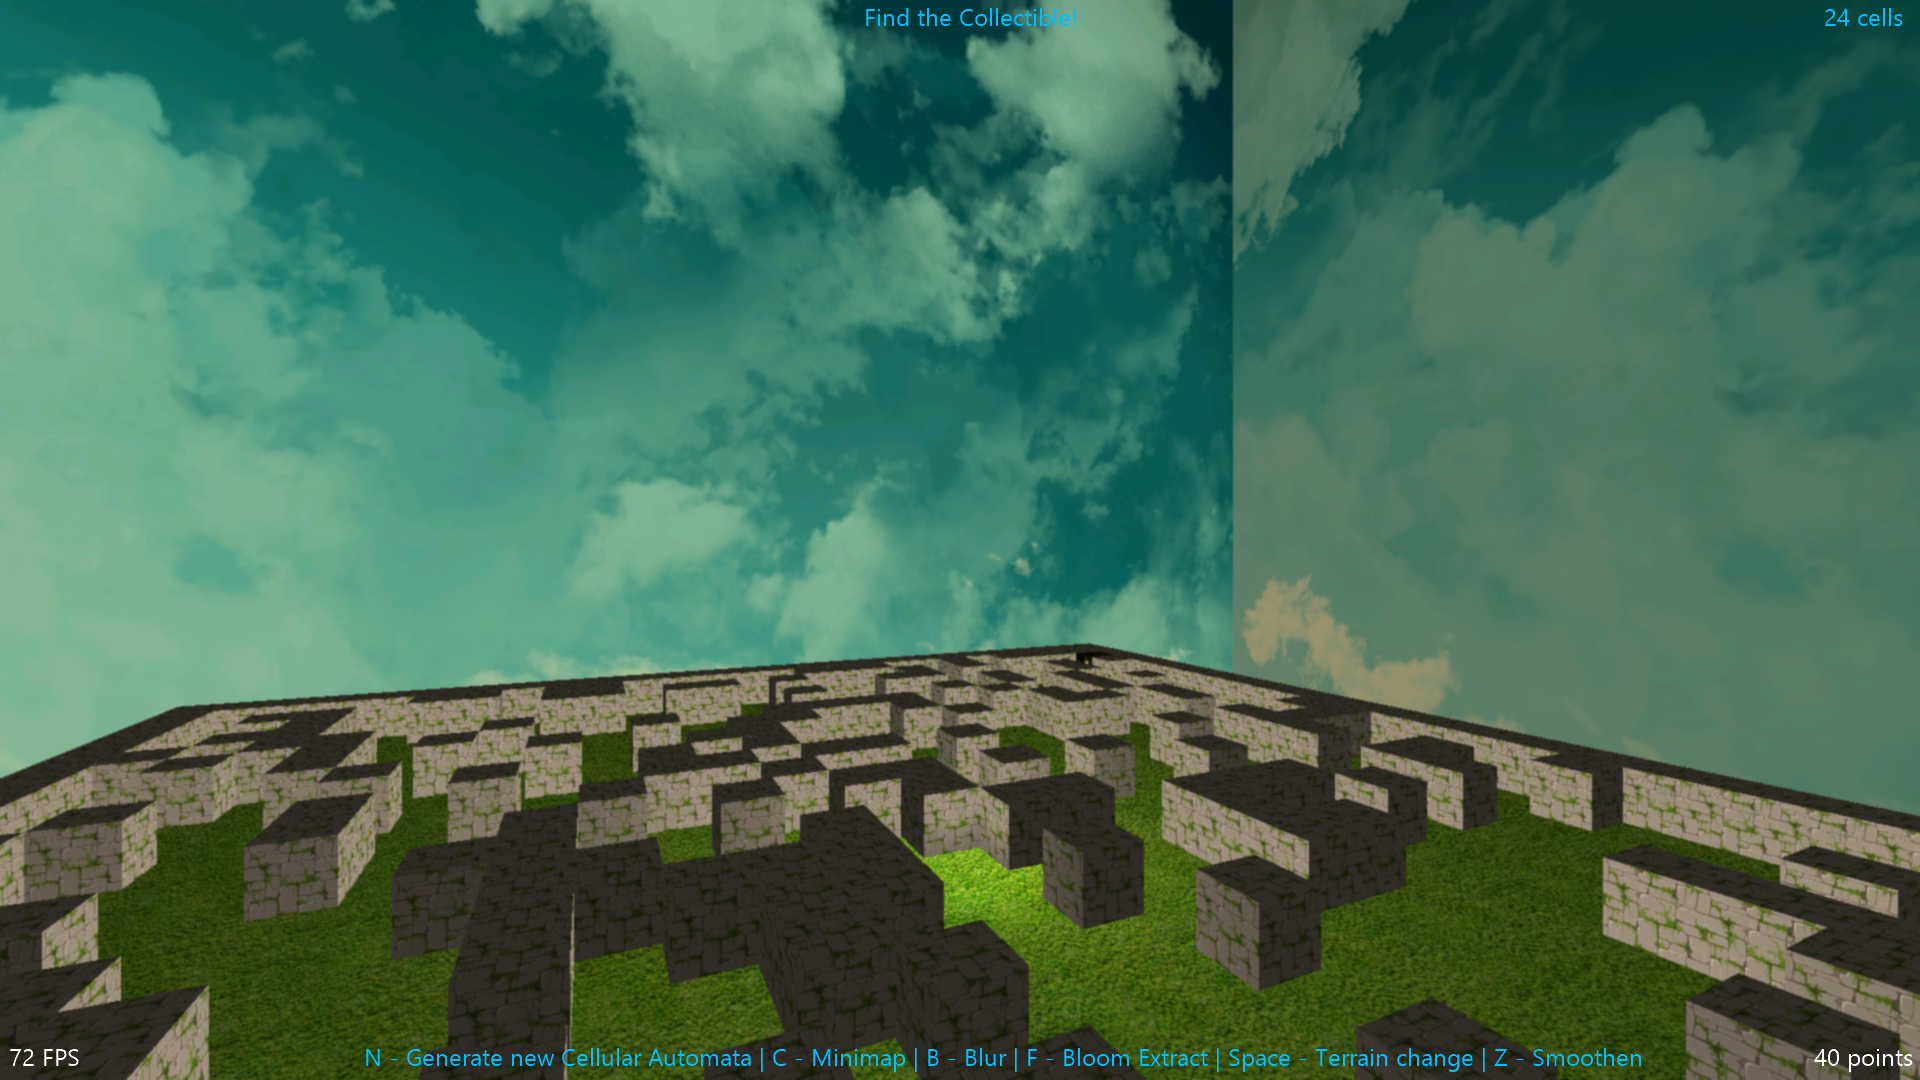 Find the Collectible!
24 cells
72 FPS
N - Generate new Cellular Automata | C - Minimap | B - Blur | F - Bloom Extract | Space - Terrain change | Z - Smoothen
40 points